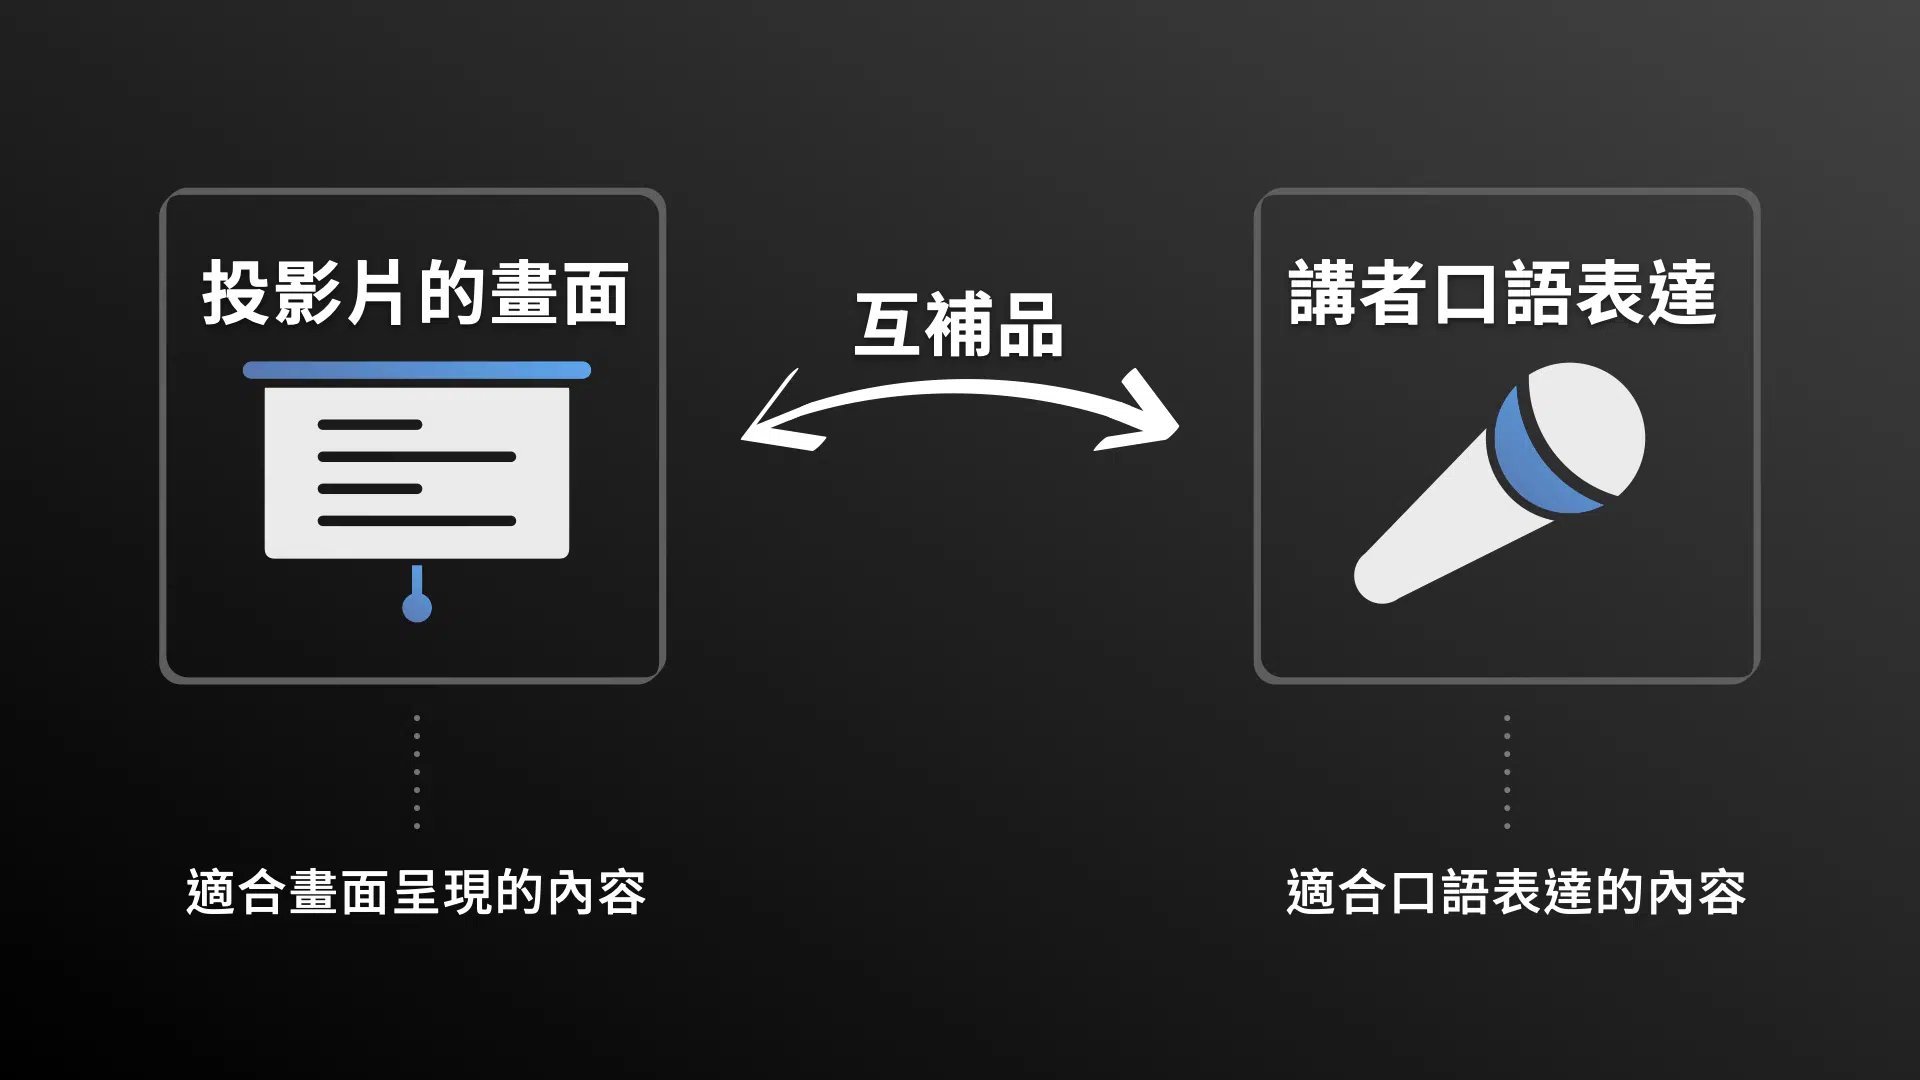 投影片的畫面
互補品
講者口語表達
適合畫面呈現的內容
適合口語表達的內容